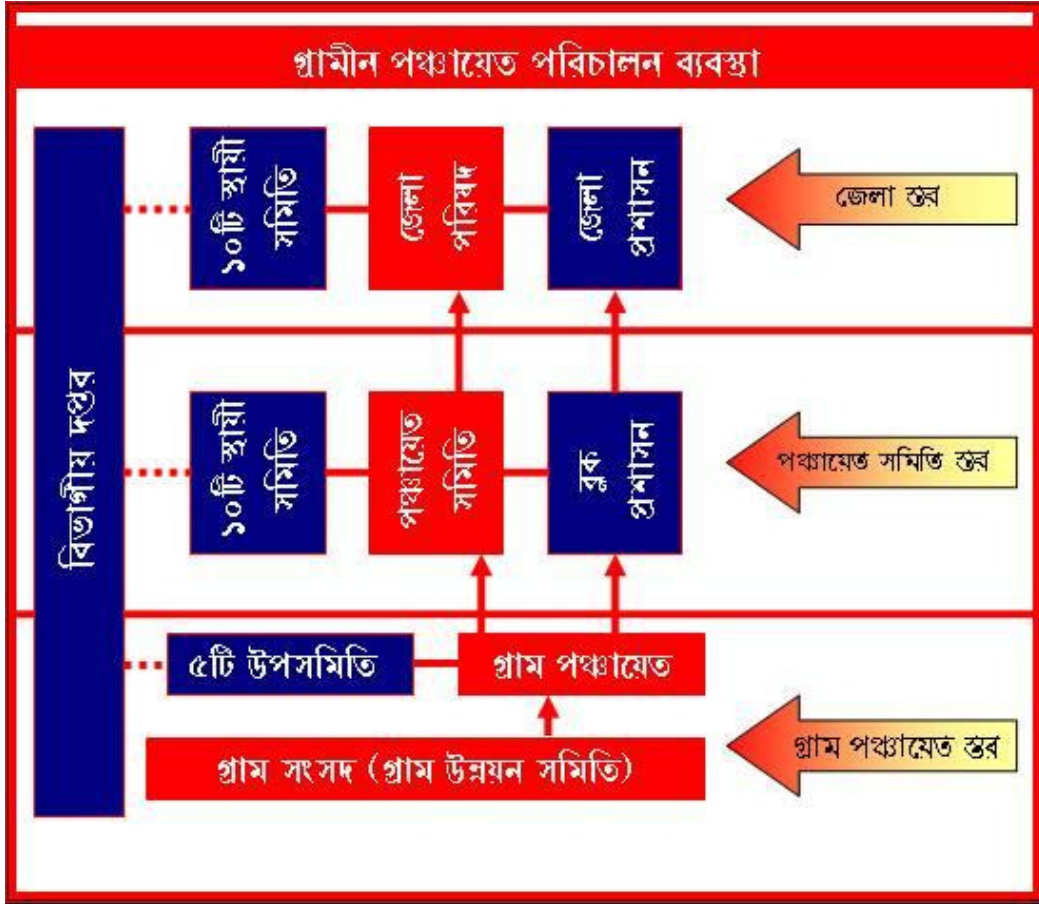 গ্রামীন পঞ্চায়েত পরিচালন ব্যবস্থা
বিভাগীয় দপ্তর
১০টি স্থায়ী
সমিতি
জেলা
পরিষদ
জেলা
প্রশাসন
জেলা স্তর
১০টি স্থায়ী
সমিতি
পঞ্চায়েত
সমিতি
ব্লক
প্রশাসন
পঞ্চায়েত সমিতি স্তর
৫টি উপসমিতি
গ্রাম পঞ্চায়েত
গ্রাম সংসদ (গ্রাম উন্নয়ন সমিতি)
গ্রাম পঞ্চায়েত স্তর